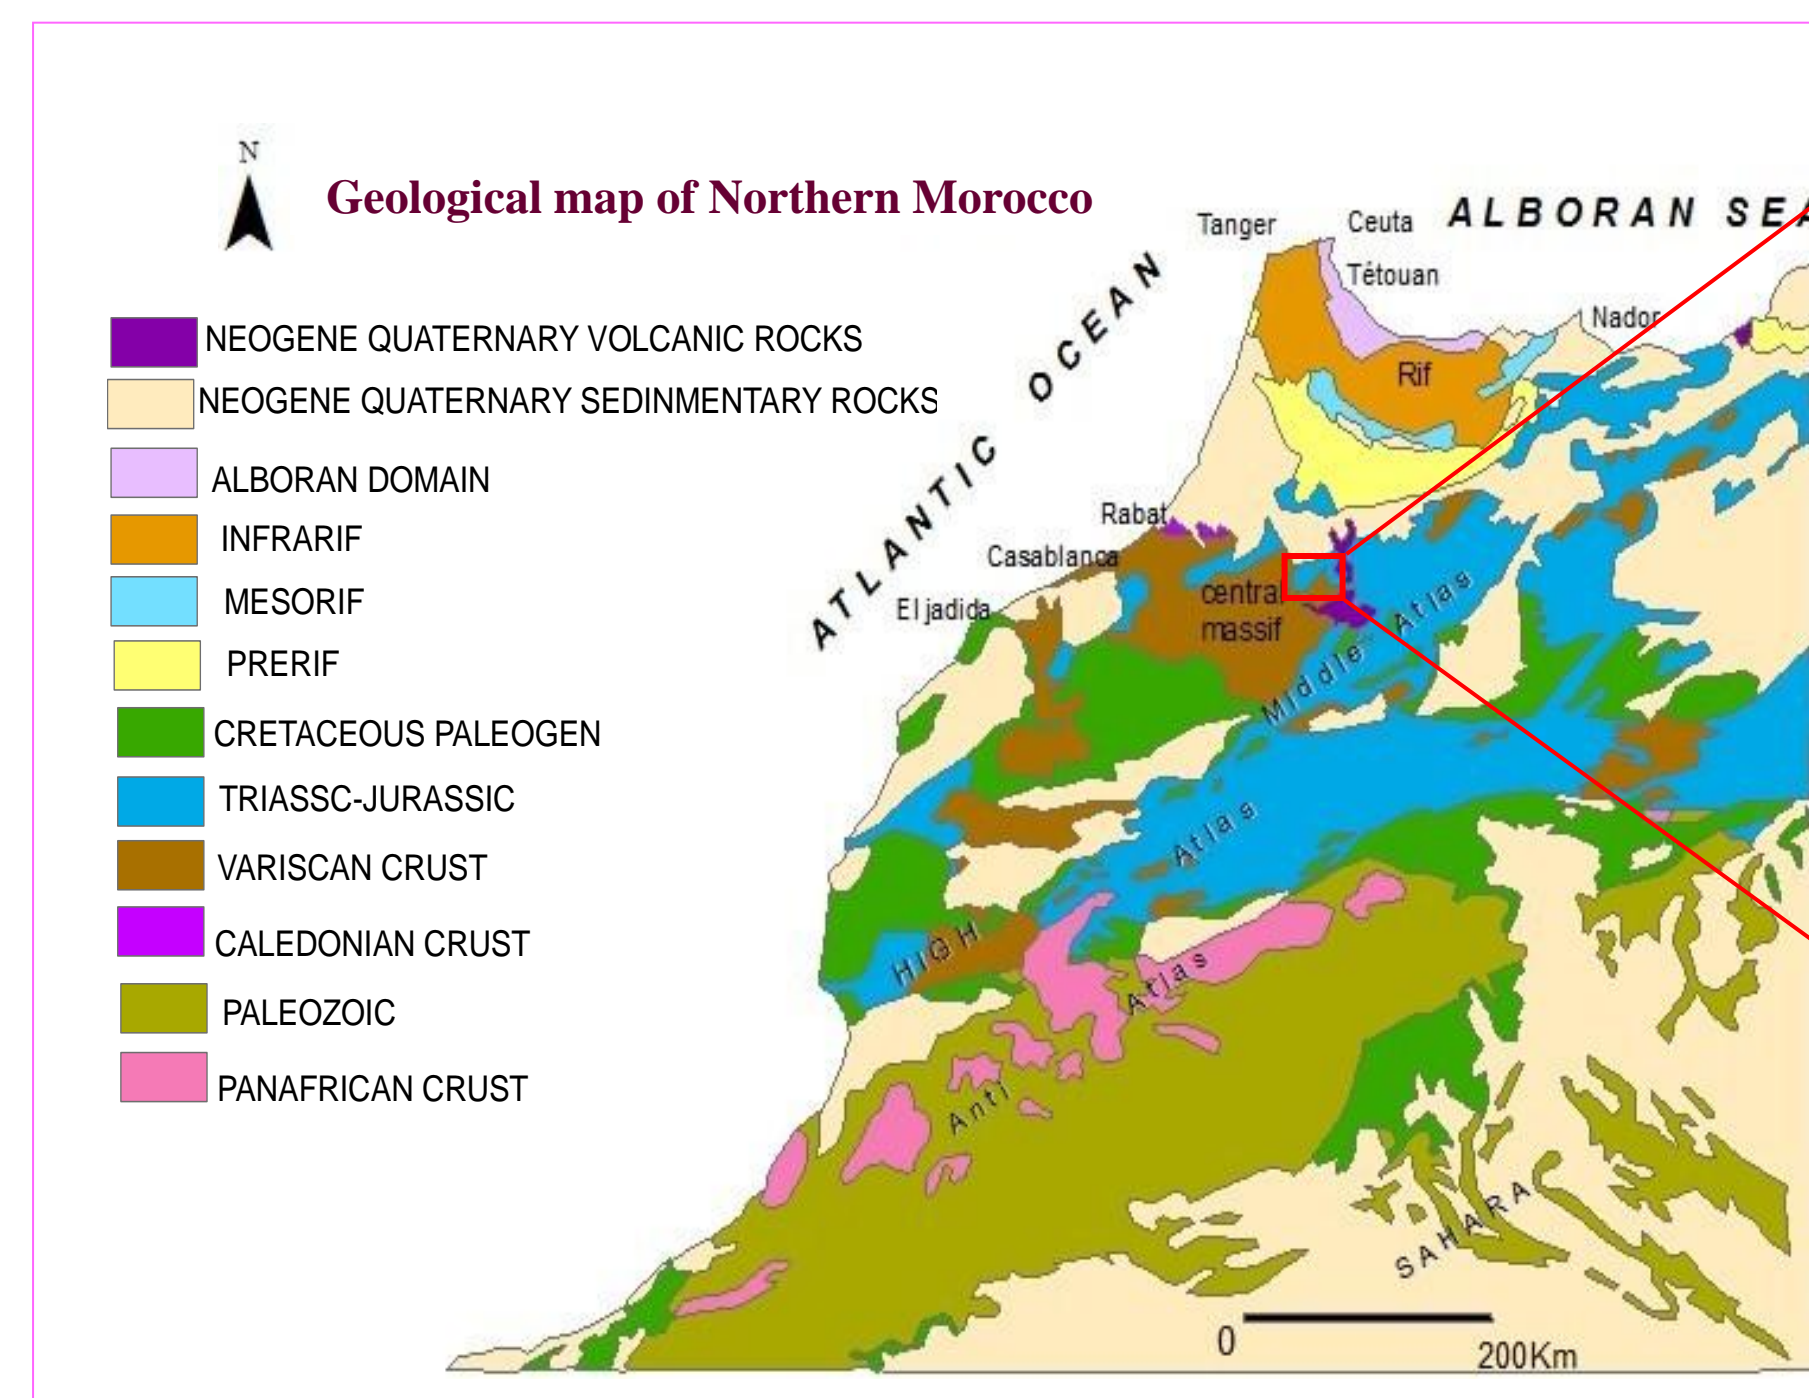 N
Geological map of Northern Morocco
NEOGENE QUATERNARY VOLCANIC ROCKS
NEOGENE QUATERNARY SEDINMENTARY ROCKS
ALBORAN DOMAIN
INFRARIF
MESORIF
PRERIF
CRETACEOUS PALEOGEN
TRIASSC-JURASSIC
VARISCAN CRUST
CALEDONIAN CRUST
PALEOZOIC
PANAFRICAN CRUST
ATLANTIC OCEAN
ALBORAN SEA
Tanger
Ceuta
Tétouan
Nador
Rif
Rabat
Casablanca
El jadida
central
massif
Middle Atlas
HIGH Atlas
Anti Atlas
SAHARA
0
200Km